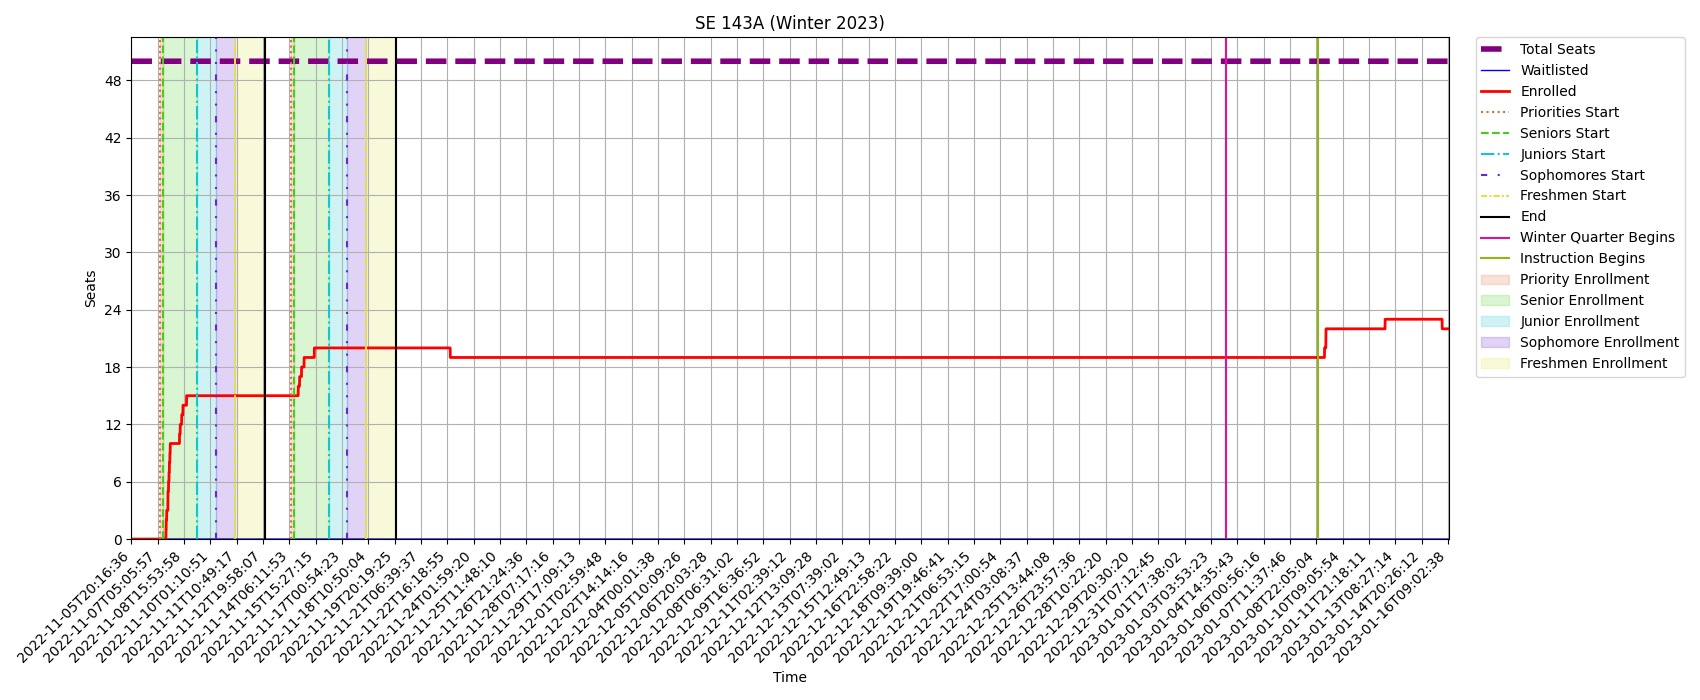 SE 143A (Winter 2023)
Seats
48
42
36
30
24
18
12
6
0
2022-11-05T20:16:36
2022-11-07T05:05:57
2022-11-08T15:53:58
2022-11-10T01:10:51
2022-11-11T10:49:17
2022-11-12T19:58:07
2022-11-14T06:11:53
2022-11-15T15:27:15
2022-11-17T00:54:23
2022-11-18T10:50:04
2022-11-19T20:19:25
2022-11-21T06:39:37
2022-11-22T16:18:55
2022-11-24T01:59:20
2022-11-25T11:48:10
2022-11-26T21:24:36
2022-11-28T07:17:16
2022-11-29T17:09:13
2022-12-01T02:59:48
2022-12-02T14:14:16
2022-12-04T00:01:38
2022-12-05T10:09:26
2022-12-06T20:03:28
2022-12-08T06:31:02
2022-12-09T16:36:52
2022-12-11T02:39:12
2022-12-12T13:09:28
2022-12-13T07:39:02
2022-12-15T12:49:13
2022-12-16T22:58:22
2022-12-18T09:39:00
2022-12-19T19:46:41
2022-12-21T06:53:15
2022-12-22T17:00:54
2022-12-24T03:08:37
2022-12-25T13:44:08
2022-12-26T23:57:36
2022-12-28T10:22:20
2022-12-29T20:30:20
2022-12-31T07:12:45
2023-01-01T17:38:02
2023-01-03T03:53:23
2023-01-04T14:35:43
2023-01-06T00:56:16
2023-01-07T11:37:46
2023-01-08T22:05:04
2023-01-10T09:05:54
2023-01-11T21:18:11
2023-01-13T08:27:14
2023-01-14T20:26:12
2023-01-16T09:02:38
Time
Total Seats
Waitlisted
Enrolled
Priorities Start
Seniors Start
Juniors Start
Sophomores Start
Freshmen Start
End
Winter Quarter Begins
Instruction Begins
Priority Enrollment
Senior Enrollment
Junior Enrollment
Sophomore Enrollment
Freshmen Enrollment